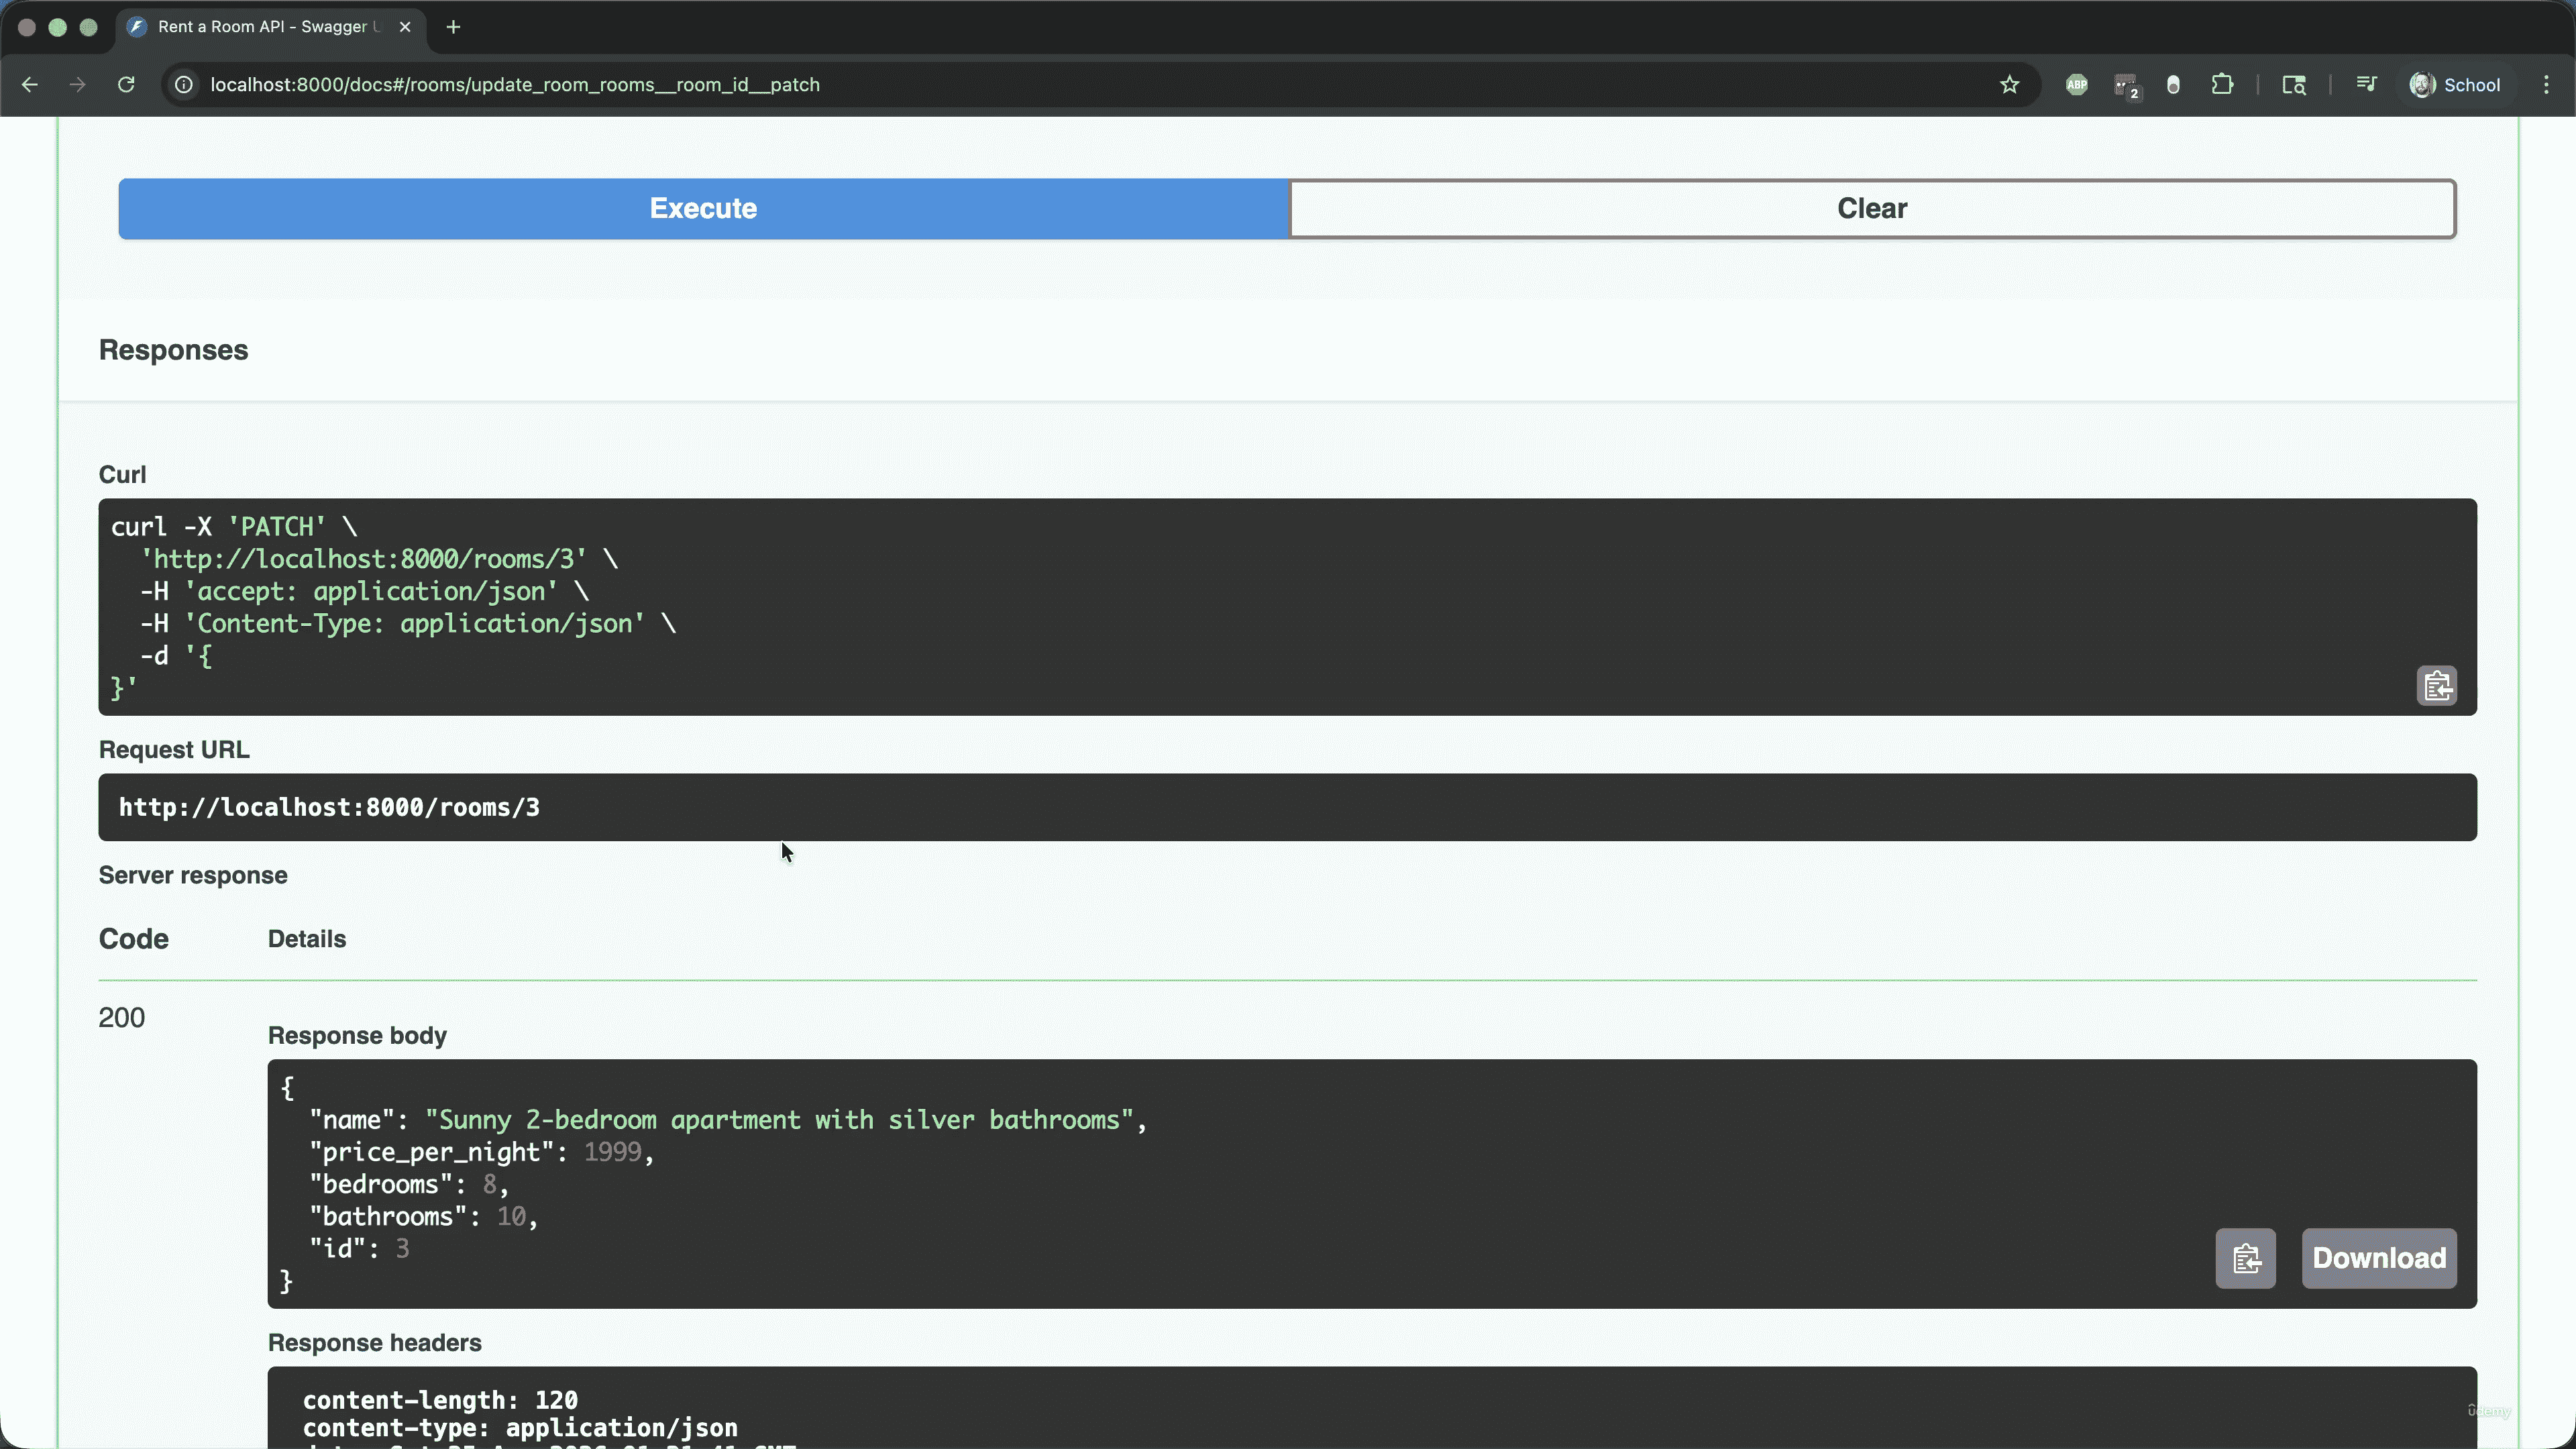 Rent a Room API - Swagger U
localhost:8000/docs#/rooms/update_room_rooms__room_id__patch
ABP
2
School
Execute
Clear
Responses
Curl
curl -X 'PATCH' \
'http://localhost:8000/rooms/3' \
-H 'accept: application/json' \
-H 'Content-Type: application/json' \
-d '{
}'
Request URL
http://localhost:8000/rooms/3
Server response
Code
Details
200
Response body
{
"name": "Sunny 2-bedroom apartment with silver bathrooms",
"price_per_night": 1999,
"bedrooms": 8,
"bathrooms": 10,
"id": 3
}
Download
Response headers
content-length: 120
content-type: application/json
ûdemy